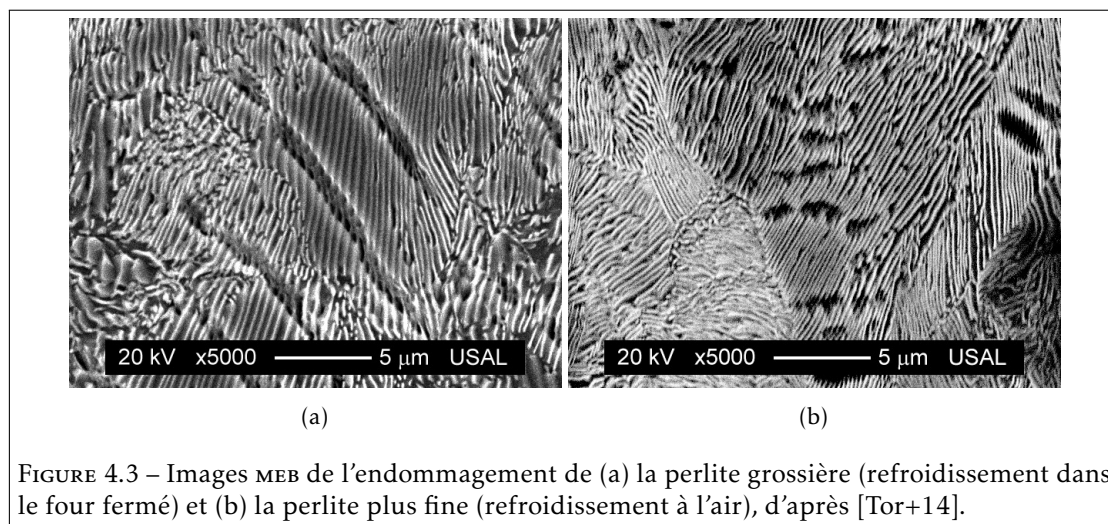 20 kV x5000 5 μm USAL
20 kV x5000 5 μm USAL
(a)
(b)
FIGURE 4.3 – Images MEB de l'endommagement de (a) la perlite grossière (refroidissement dans
le four fermé) et (b) la perlite plus fine (refroidissement à l'air), d'après [Tor+14].